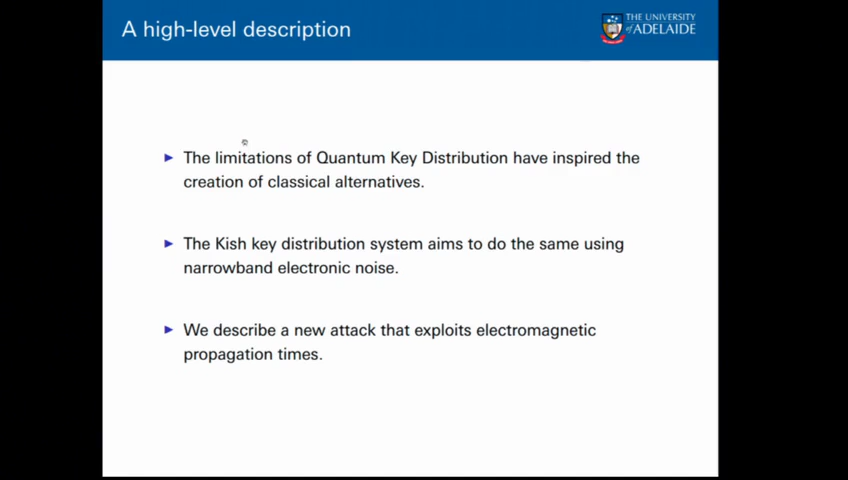 A high-level description
THE UNIVERSITY
of ADELAIDE
The limitations of Quantum Key Distribution have inspired the
creation of classical alternatives.
The Kish key distribution system aims to do the same using
narrowband electronic noise.
We describe a new attack that exploits electromagnetic
propagation times.